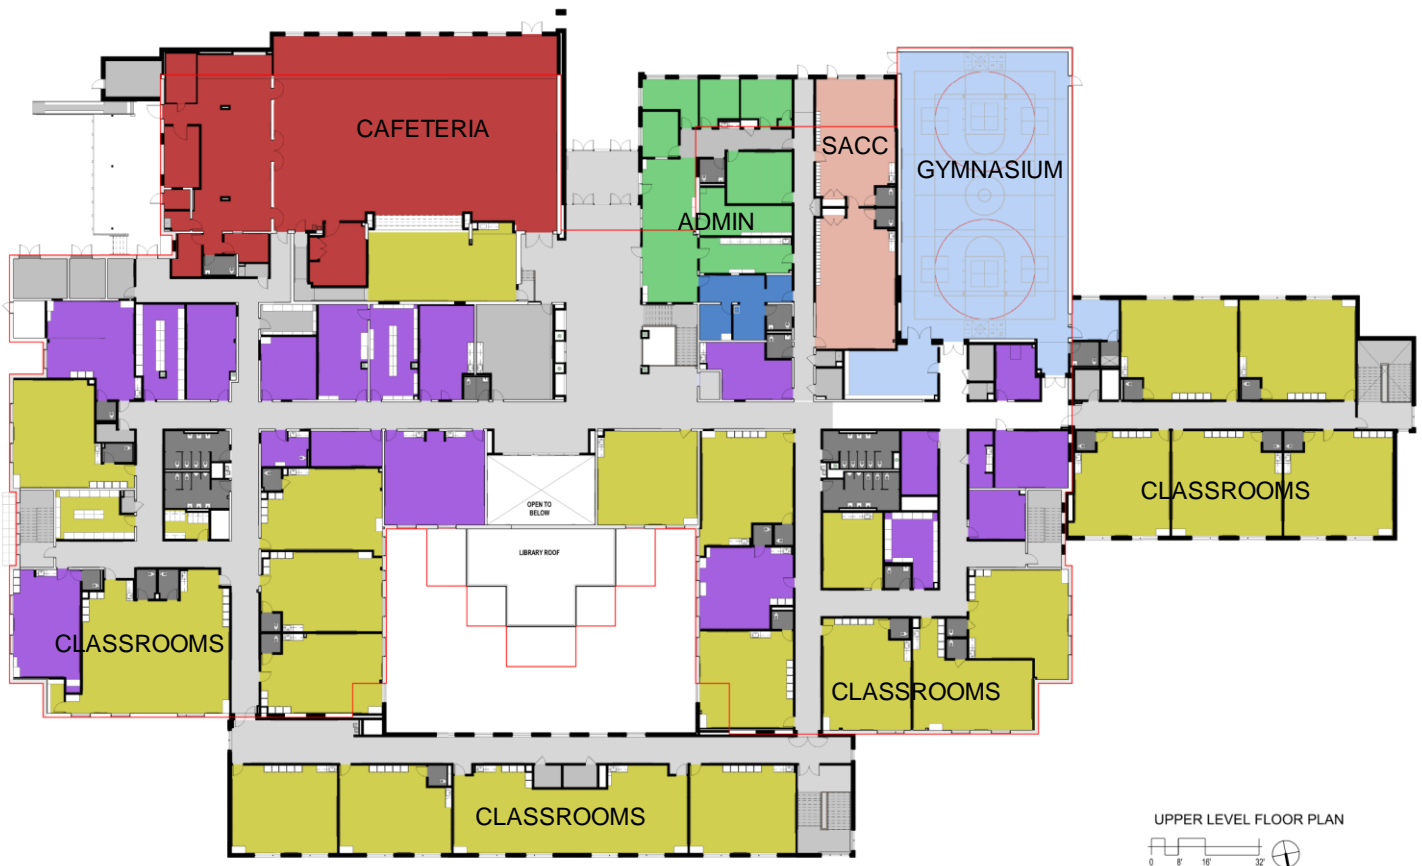 CAFETERIA
SACC
GYMNASIUM
ADMIN
CLASSROOMS
OPEN TO
BELOW
LIBRARY ROOF
CLASSROOMS
CLASSROOMS
CLASSROOMS
UPPER LEVEL FLOOR PLAN
0 8' 16' 32'